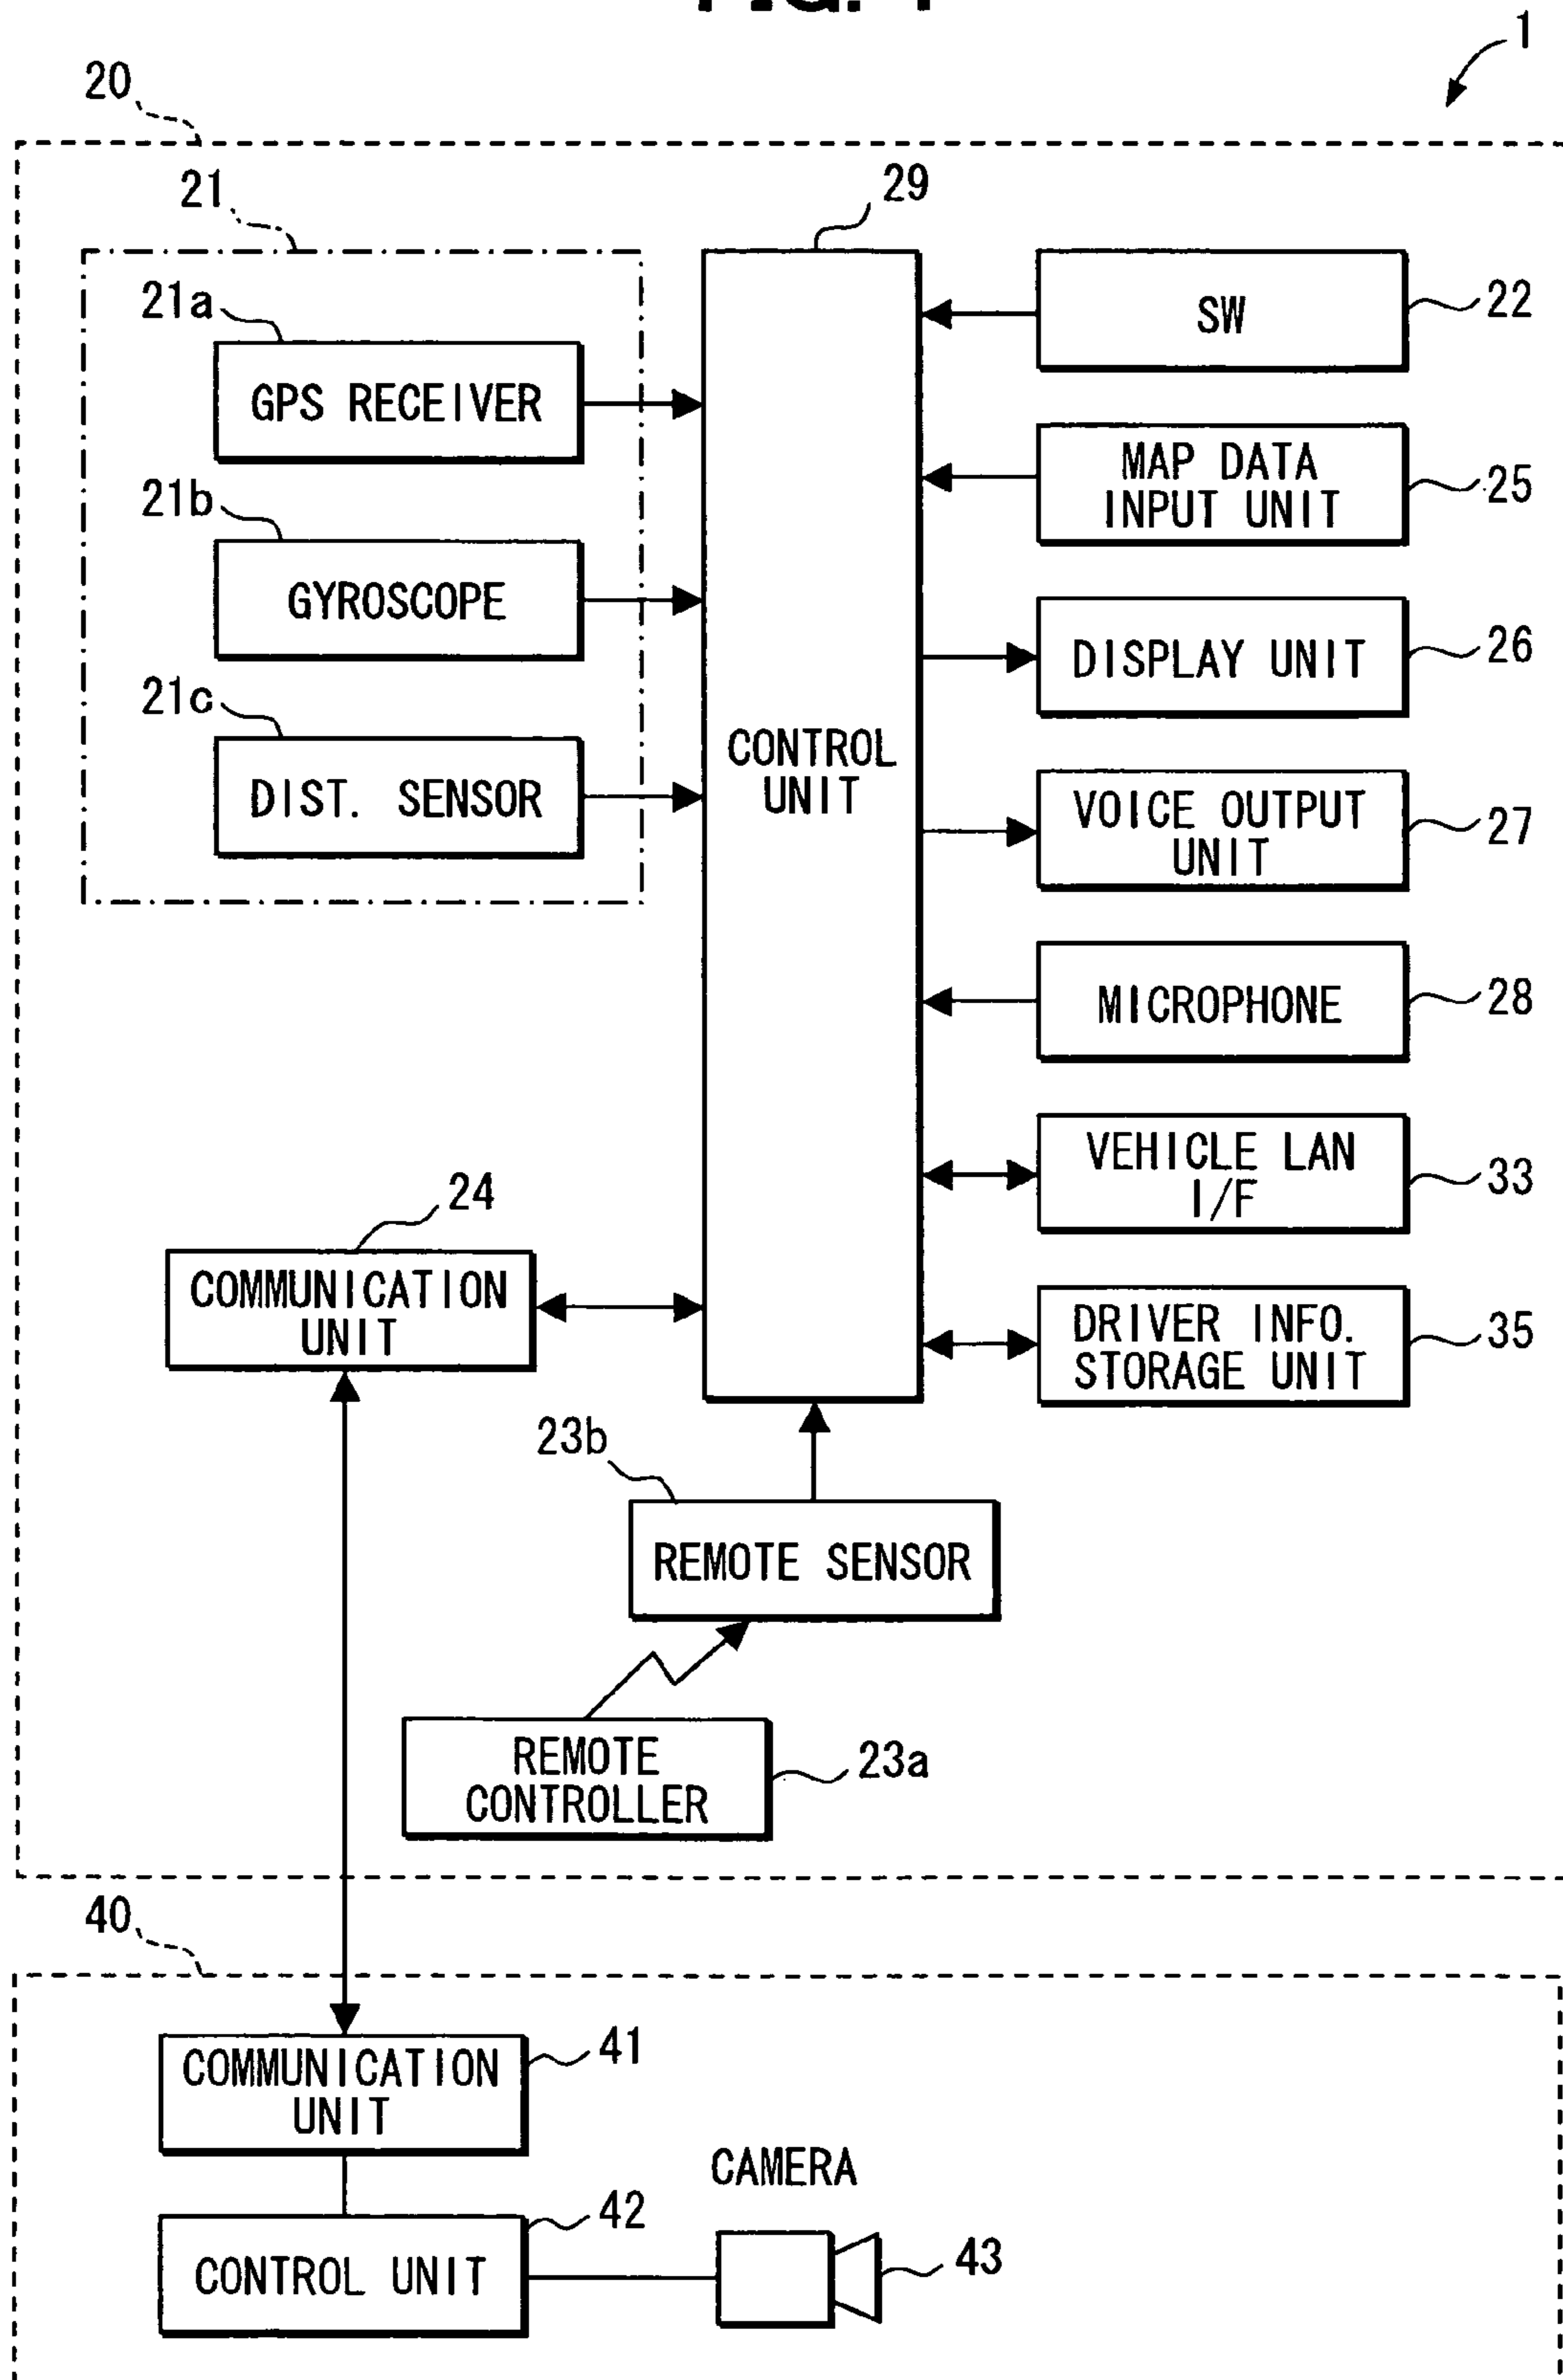 FIG. 1
1
20
21
29
21a
GPS RECEIVER
21b
GYROSCOPE
21c
DIST. SENSOR
CONTROL
UNIT
SW
22
MAP DATA
INPUT UNIT
25
DISPLAY UNIT
26
VOICE OUTPUT
UNIT
27
MICROPHONE
28
VEHICLE LAN
I/F
33
DRIVER INFO.
STORAGE UNIT
35
24
COMMUNICATION
UNIT
23b
REMOTE SENSOR
REMOTE
CONTROLLER
23a
40
COMMUNICATION
UNIT
41
CONTROL UNIT
42
CAMERA
43